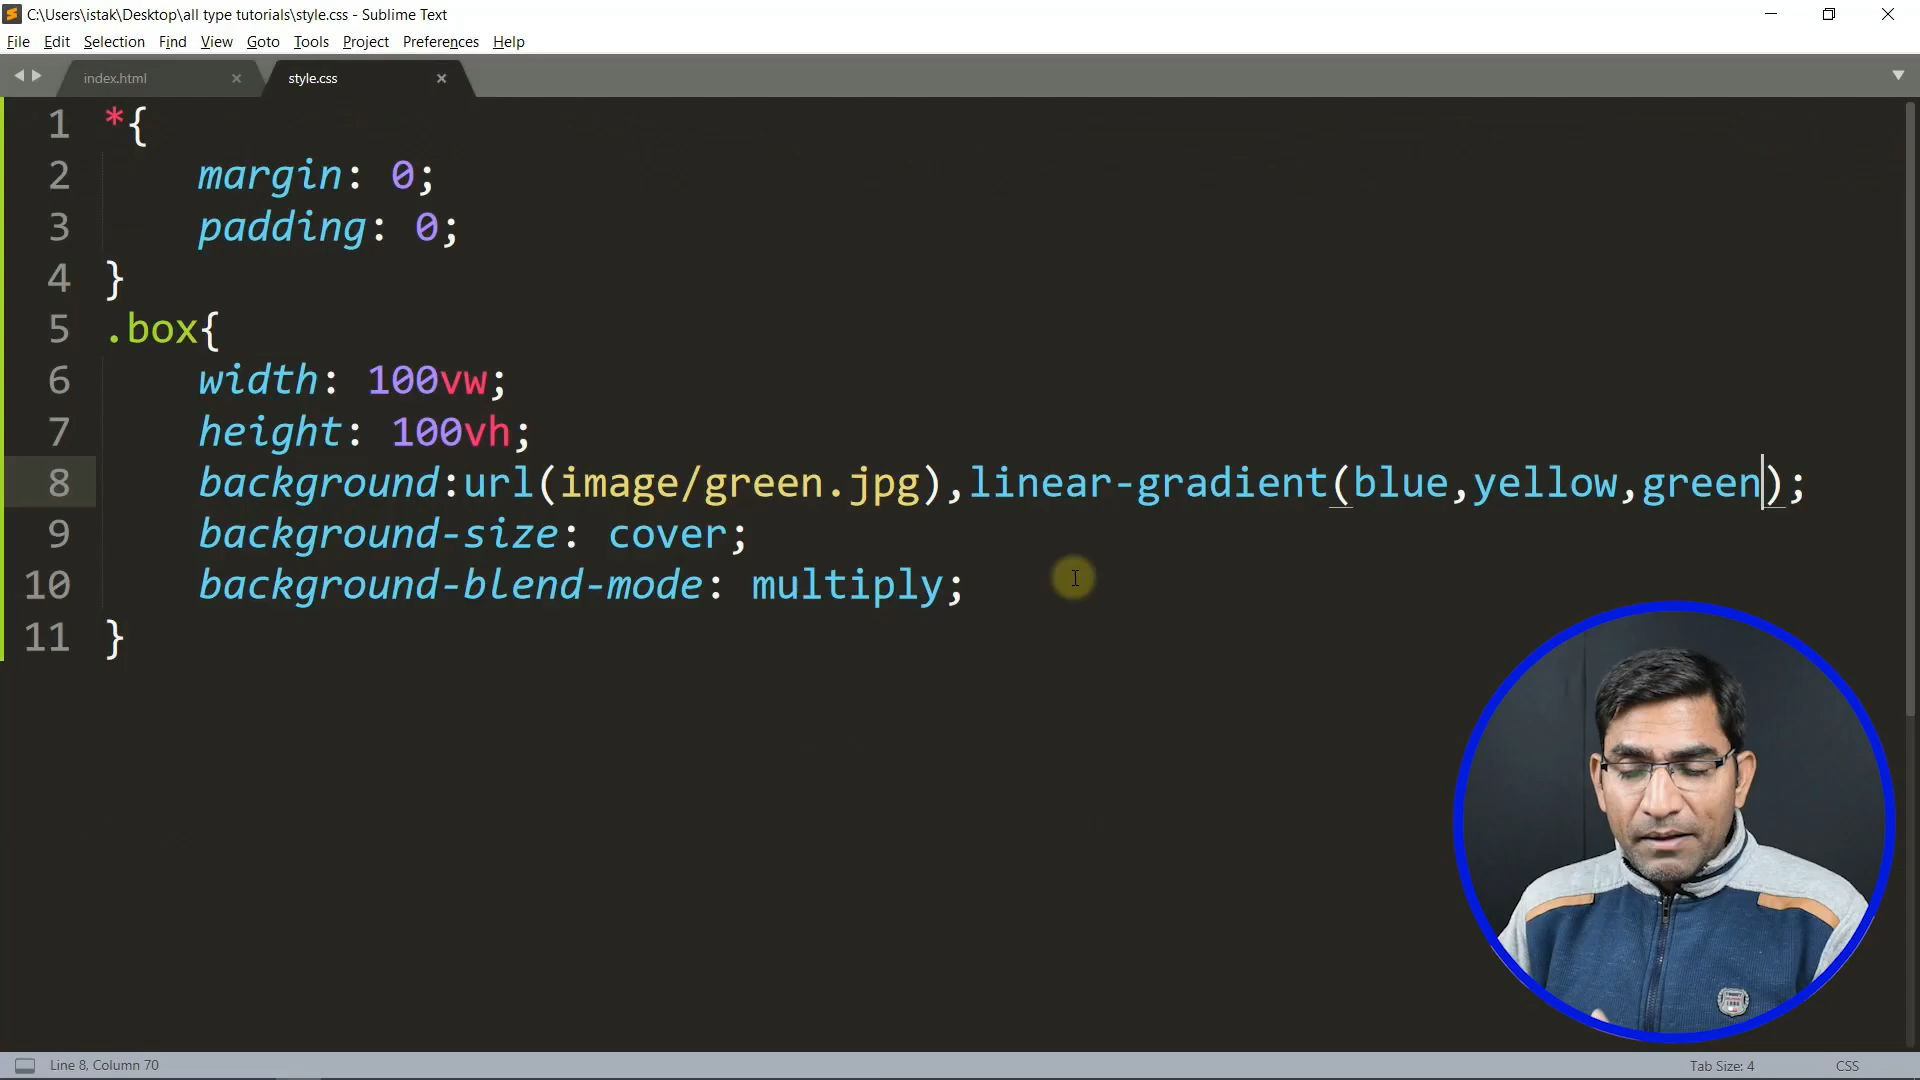 C:\Users\istak\Desktop\all type tutorials\style.css - Sublime Text
File Edit Selection Find View Goto Tools Project Preferences Help
index.html × style.css ×
1 *{
2 margin: 0;
3 padding: 0;
4 }
5 .box{
6 width: 100vw;
7 height: 100vh;
8 background:url(image/green.jpg),linear-gradient(blue,yellow,green);
9 background-size: cover;
10 background-blend-mode: multiply;
11 }
Line 8, Column 70 Tab Size: 4 CSS